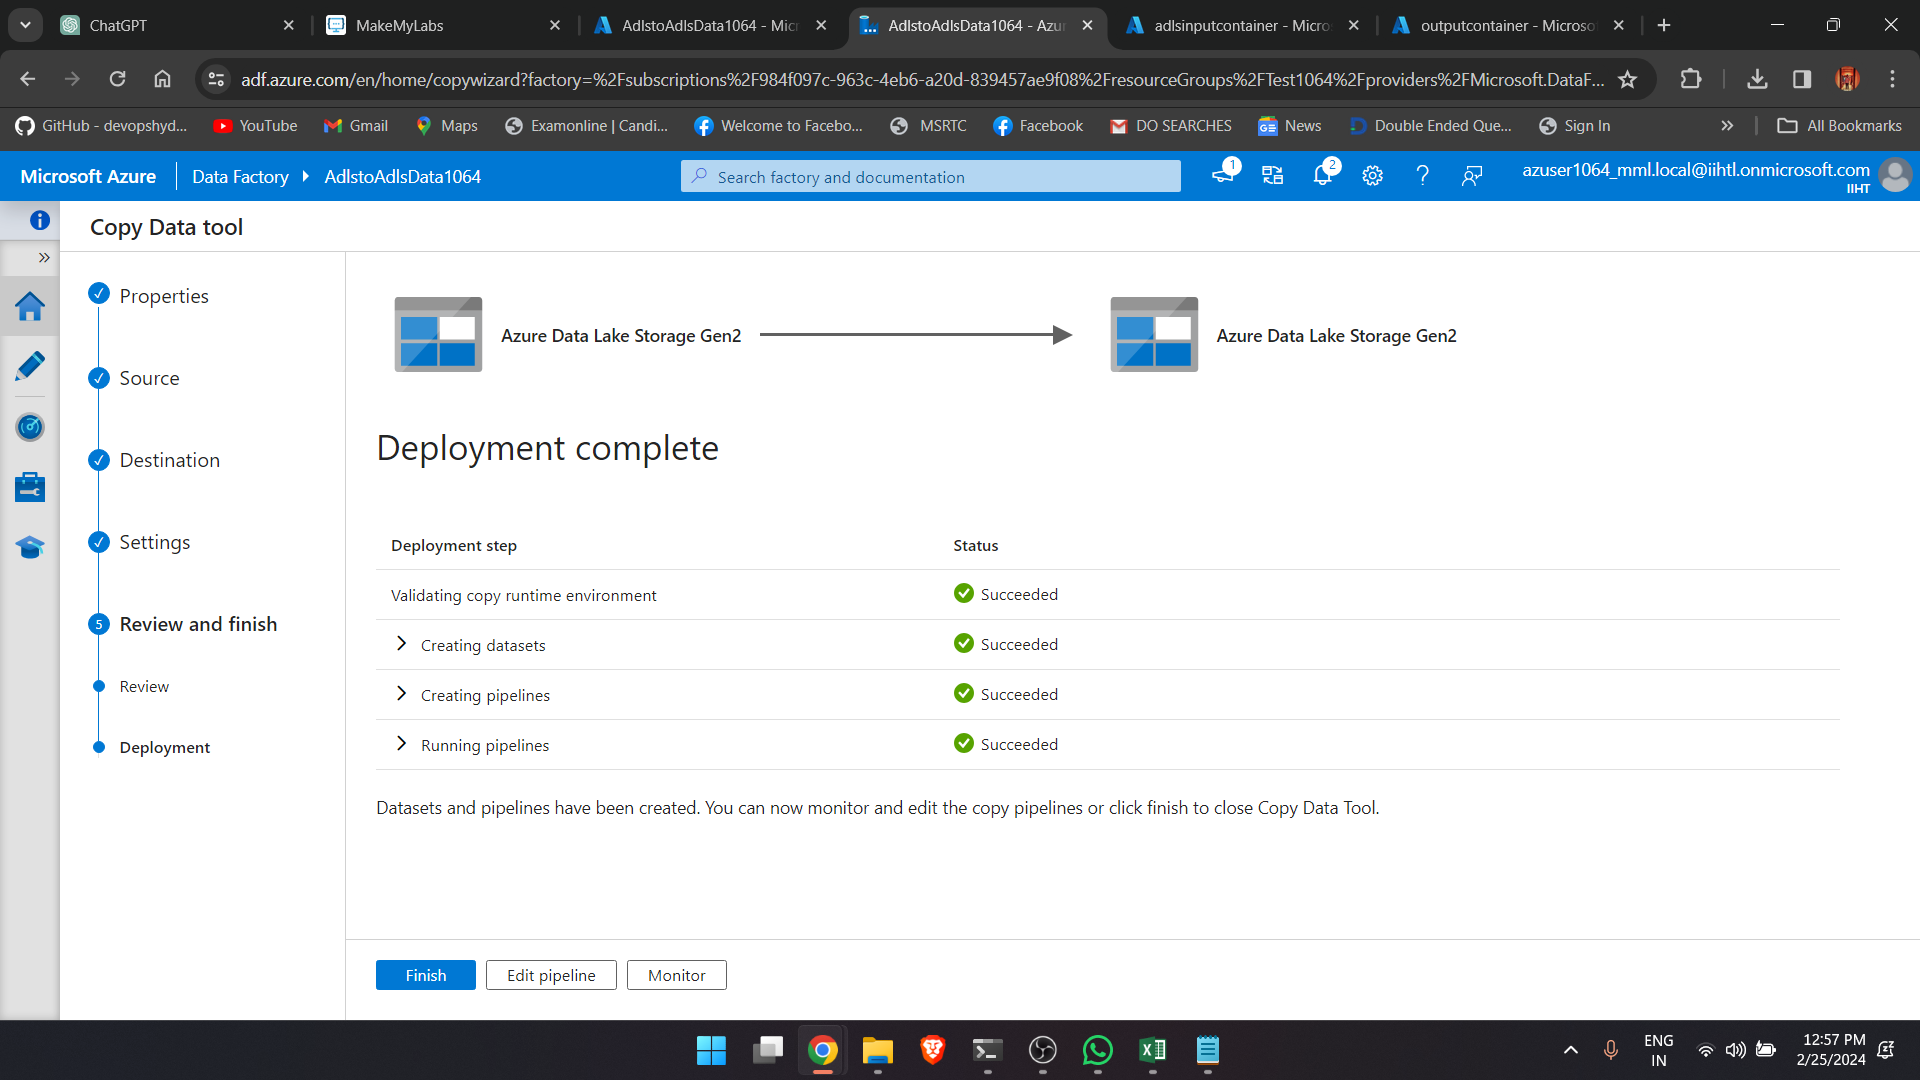 ChatGPT
MakeMyLabs
AdlstoAdlsData1064 - Micr
AdlstoAdlsData1064 - Azur
adlsinputcontainer - Micro
outputcontainer - Microso
adf.azure.com/en/home/copywizard?factory=%2Fsubscriptions%2F984f097c-963c-4eb6-a20d-839457ae9f08%2FresourceGroups%2FTest1064%2Fproviders%2FMicrosoft.DataF...
GitHub - devopshyd...
YouTube
Gmail
Maps
Examonline | Candi...
Welcome to Facebo...
MSRTC
Facebook
DO SEARCHES
News
Double Ended Que...
Sign In
All Bookmarks
Microsoft Azure
Data Factory
AdlstoAdlsData1064
Search factory and documentation
1
2
azuser1064_mml.local@iihtl.onmicrosoft.com
IIHT
Copy Data tool
Properties
Source
Destination
Settings
5 Review and finish
Review
Deployment
Azure Data Lake Storage Gen2
Azure Data Lake Storage Gen2
Deployment complete
Deployment step Status
Validating copy runtime environment Succeeded
Creating datasets Succeeded
Creating pipelines Succeeded
Running pipelines Succeeded
Datasets and pipelines have been created. You can now monitor and edit the copy pipelines or click finish to close Copy Data Tool.
Finish
Edit pipeline
Monitor
ENG
IN
12:57 PM
2/25/2024